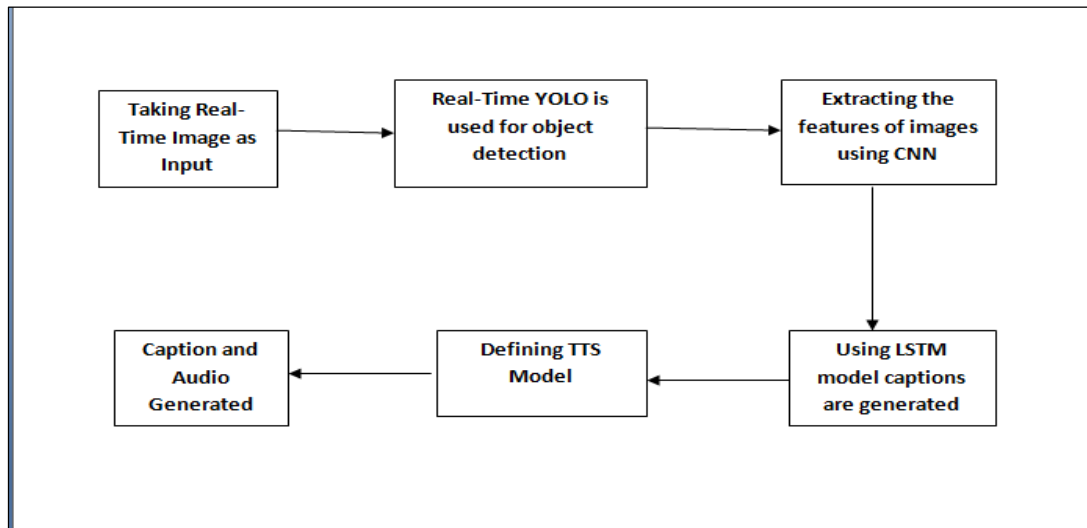 Taking Real-
Time Image as
Input
Real-Time YOLO is
used for object
detection
Extracting the
features of images
using CNN
Using LSTM
model captions
are generated
Defining TTS
Model
Caption and
Audio
Generated